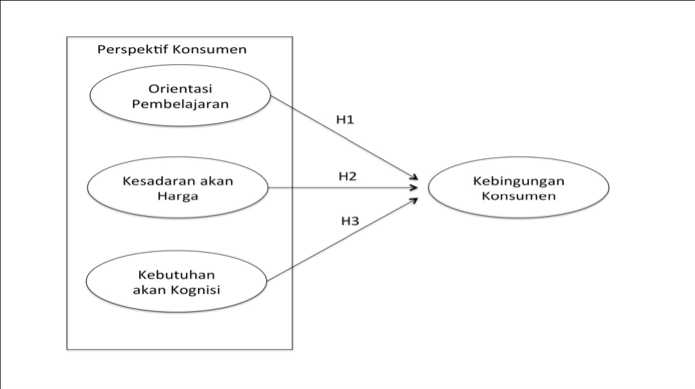 Perspektif Konsumen
Orientasi
Pembelajaran
H1
Kesadaran akan
Harga
H2
Kebingungan
Konsumen
H3
Kebutuhan
akan Kognisi